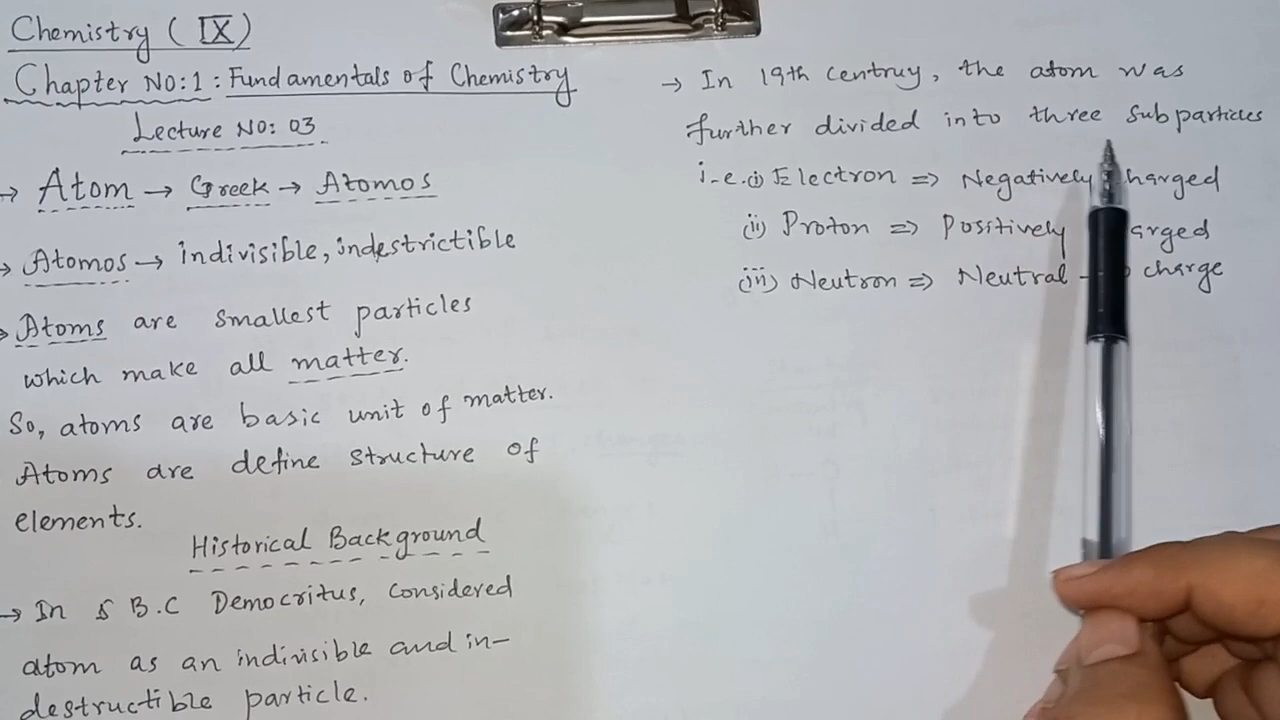 Chemistry (IX)
Chapter NO:1 : Fundamentals of Chemistry
Lecture NO: 03
→ Atom → Greek → Atomos
→ Atomos → indivisible, indestrictible
→ Atoms are smallest particles
which make all matter.
So, atoms are basic unit of matter.
Atoms are define structure of
elements.
Historical Background
→ In 5 B.C Democritus, considered
atom as an indivisible and in-
destructible particle.
→ In 19th centruy, the atom was
further divided into three subparticles
i-e. (i) Electron => Negatively charged
(ii) Proton => Positively arged
(iii) Neutron => Neutral - charge